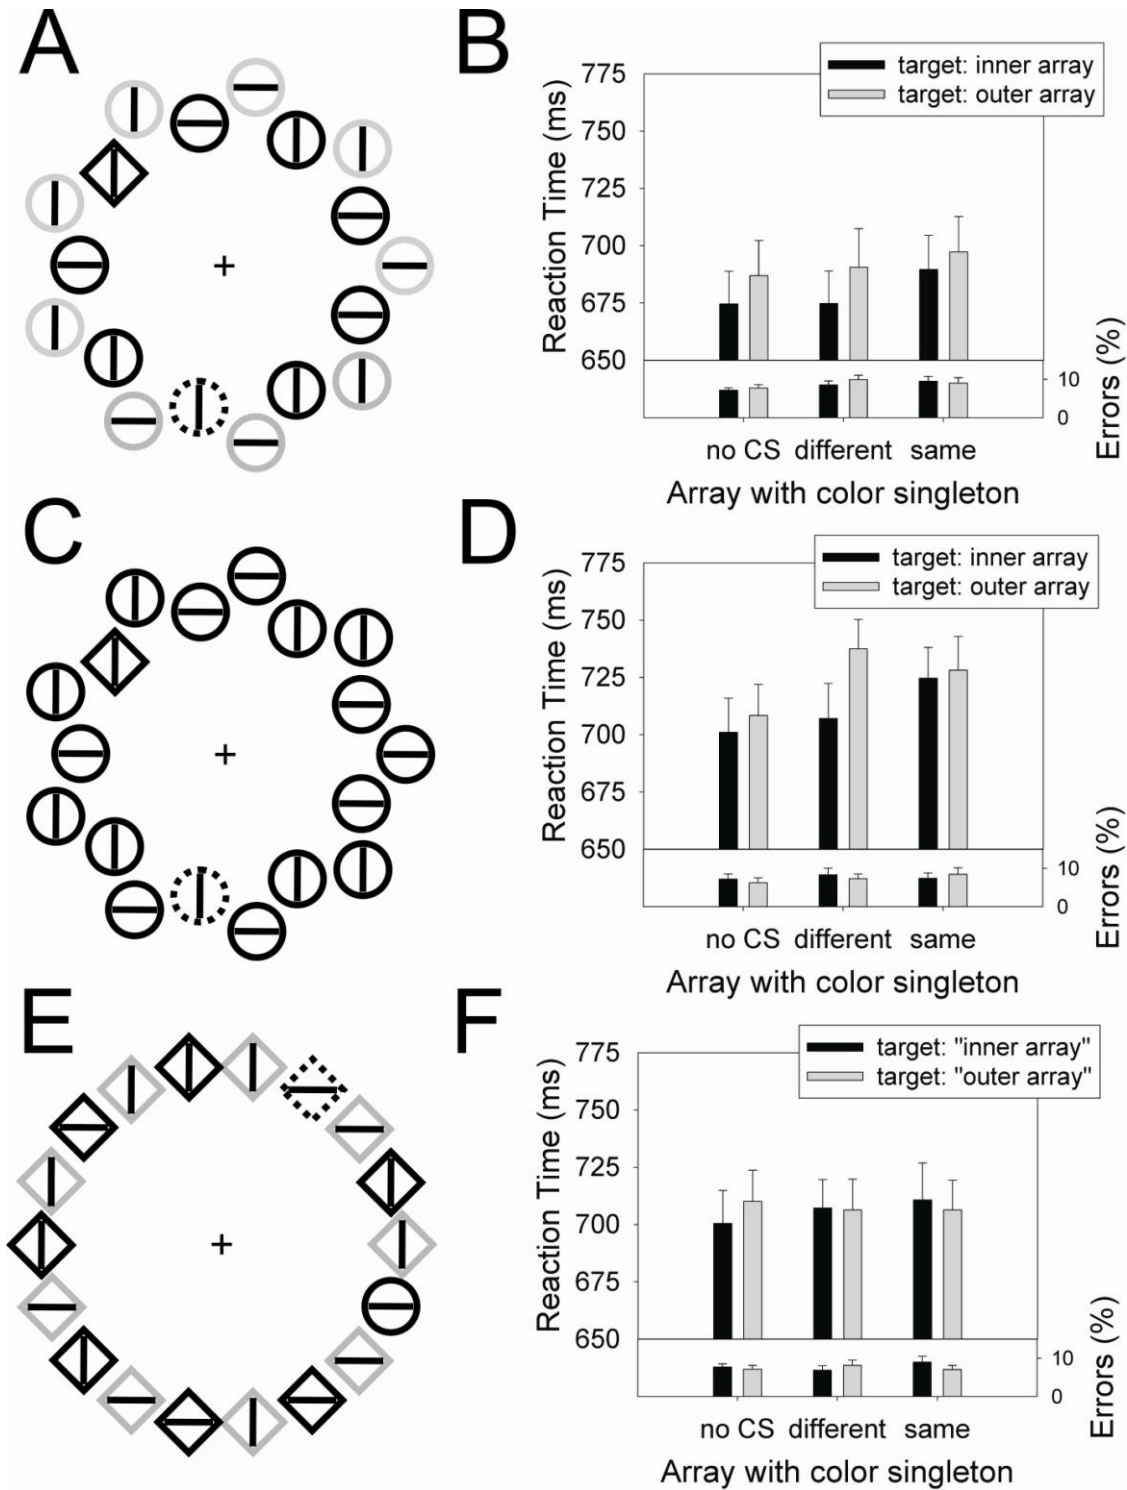 A
B
target: inner array
target: outer array
Reaction Time (ms)
775
750
725
700
675
650
Errors (%)
10
0
no CS different same
Array with color singleton
C
D
target: inner array
target: outer array
Reaction Time (ms)
775
750
725
700
675
650
Errors (%)
10
0
no CS different same
Array with color singleton
E
F
target: "inner array"
target: "outer array"
Reaction Time (ms)
775
750
725
700
675
650
Errors (%)
10
0
no CS different same
Array with color singleton